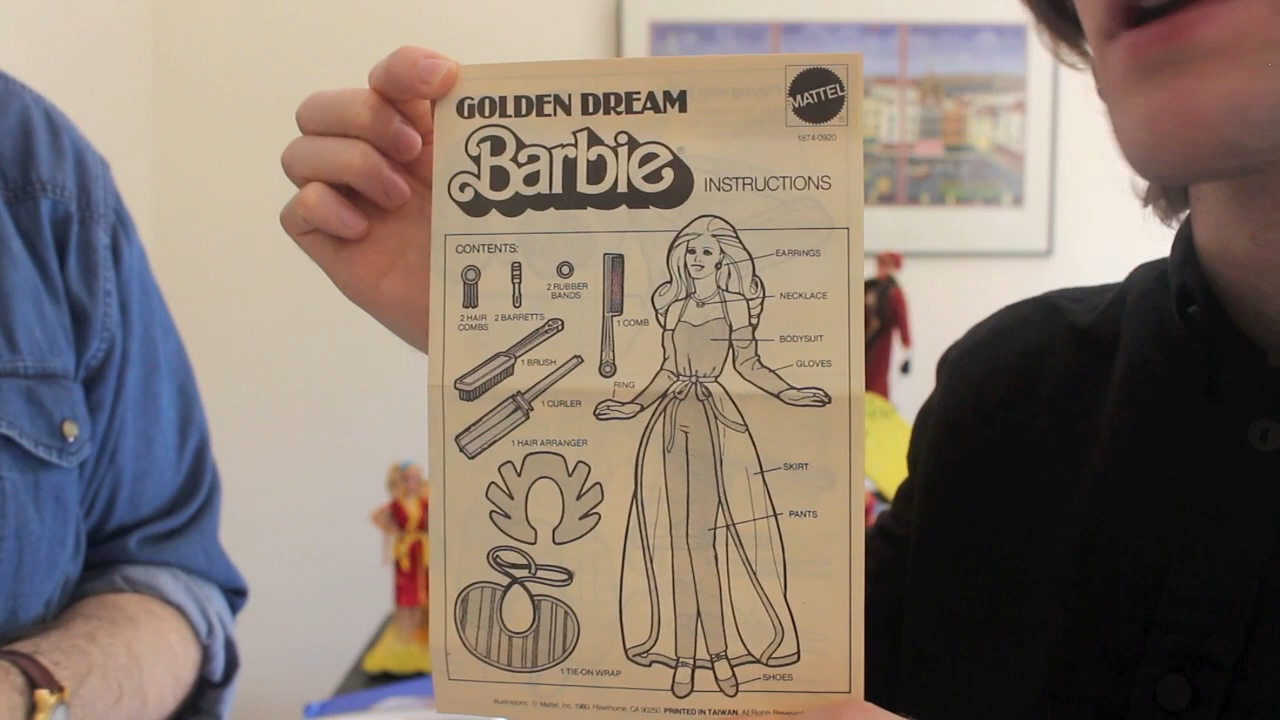 GOLDEN DREAM
MATTEL
Barbie®
1874-0920
INSTRUCTIONS
CONTENTS:
2 HAIR COMBS
2 BARRETTS
2 RUBBER BANDS
1 COMB
1 BRUSH
1 CURLER
1 HAIR ARRANGER
1 TIE-ON WRAP
EARRINGS
NECKLACE
BODYSUIT
GLOVES
RING
SKIRT
PANTS
SHOES
Illustrations: © Mattel, Inc. 1980. Hawthorne, CA 90250. PRINTED IN TAIWAN. All Rights Reserved